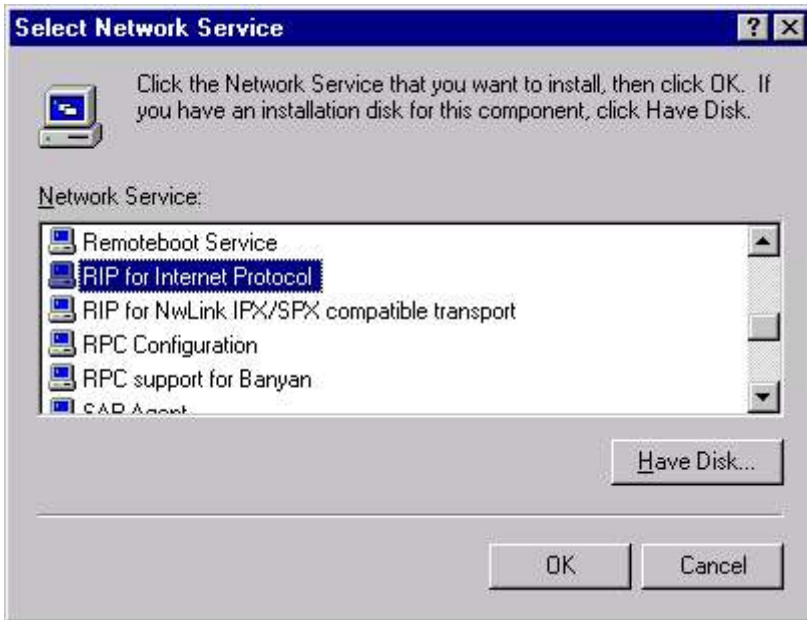 Select Network Service
Click the Network Service that you want to install, then click OK. If
you have an installation disk for this component, click Have Disk.
Network Service:
Remoteboot Service
RIP for Internet Protocol
RIP for NwLink IPX/SPX compatible transport
RPC Configuration
RPC support for Banyan
SAP Agent
Have Disk...
OK
Cancel